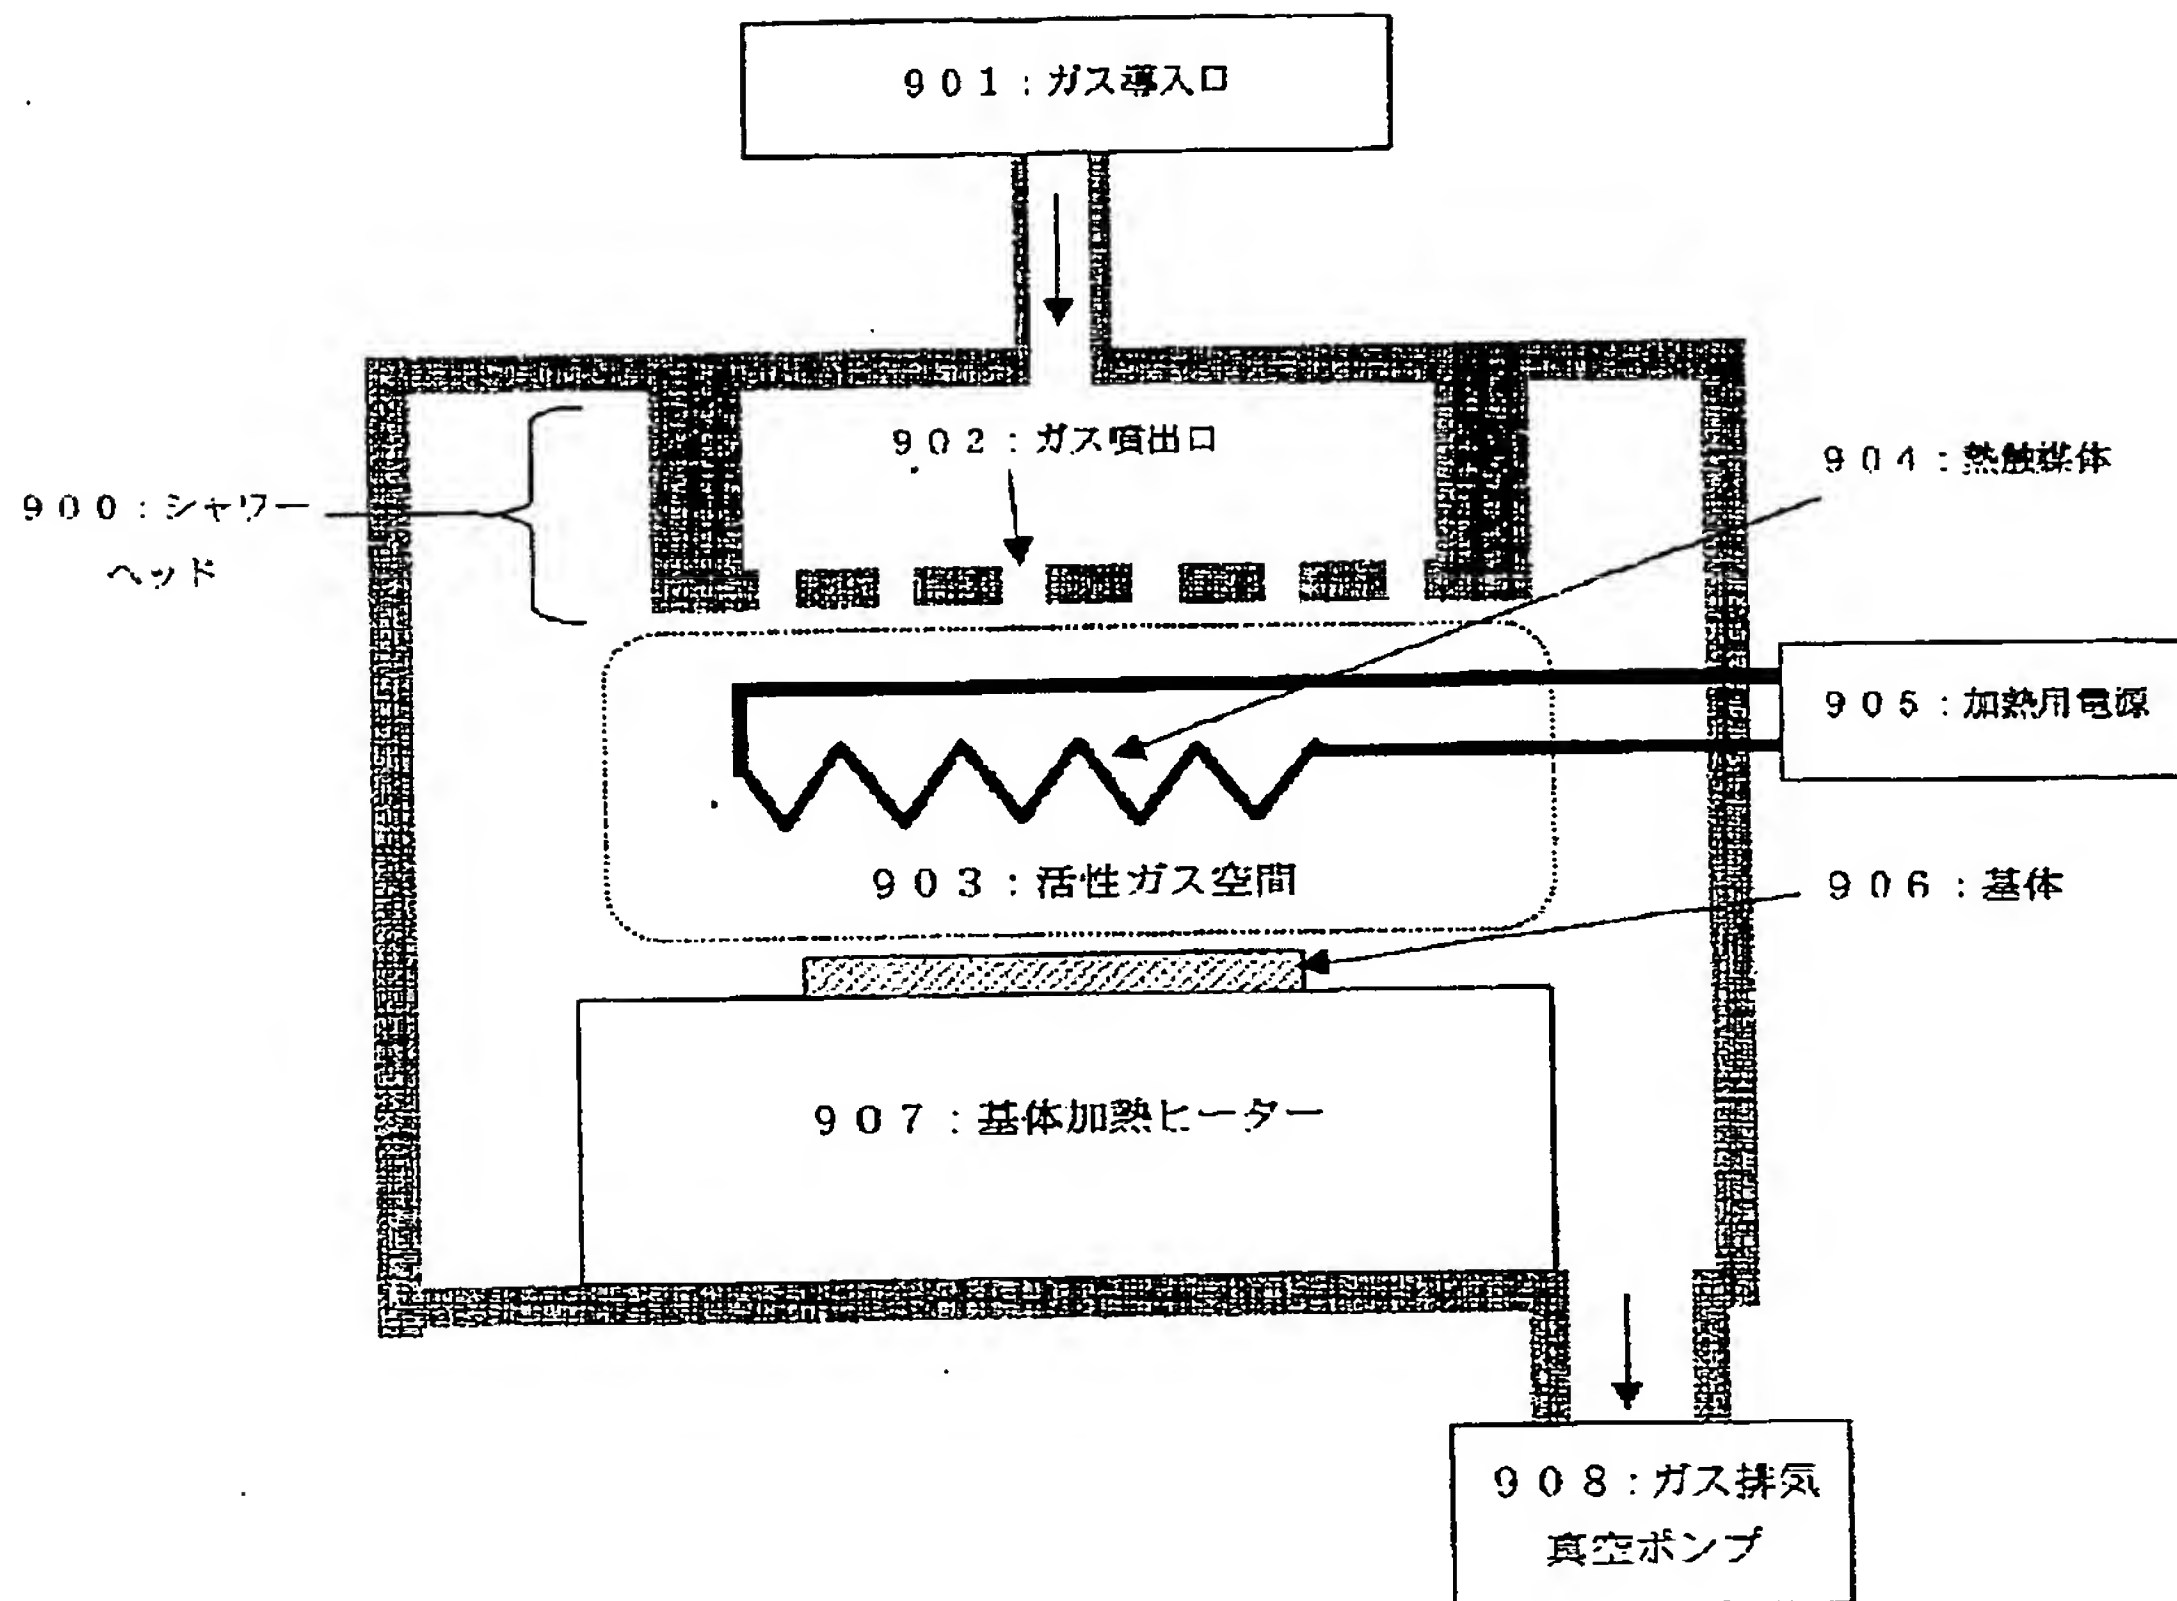 901：ガス導入口
902：ガス噴出口
904：熱触媒体
900：シャワー
ヘッド
905：加熱用電源
903：活性ガス空間
906：基体
907：基体加熱ヒーター
908：ガス排気
真空ポンプ